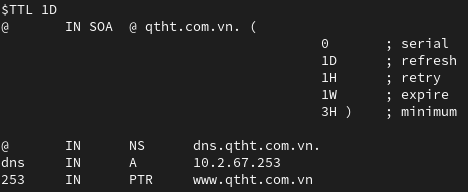 $TTL 1D
@ IN SOA @ qtht.com.vn. (
0 ; serial
1D ; refresh
1H ; retry
1W ; expire
3H ) ; minimum
@ IN NS dns.qtht.com.vn.
dns IN A 10.2.67.253
253 IN PTR www.qtht.com.vn